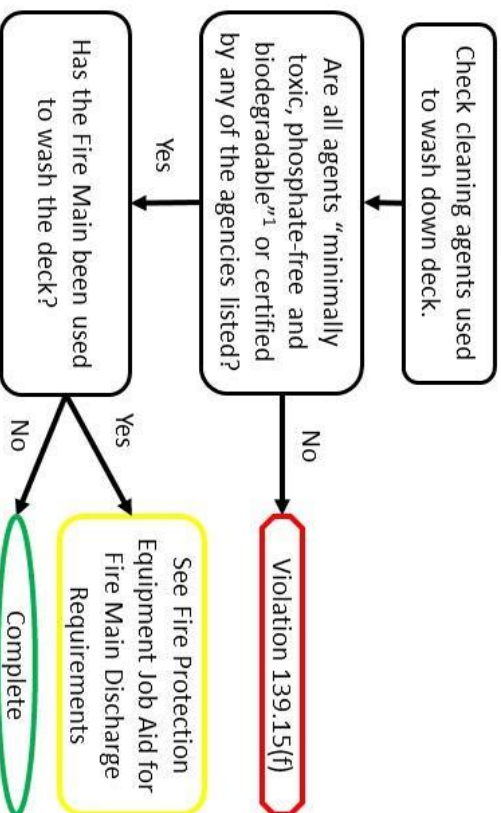 Check cleaning agents used
to wash down deck.
Are all agents “minimally
toxic, phosphate-free and
biodegradable”¹ or certified
by any of the agencies listed?
No
Violation 139.15(f)
Yes
Has the Fire Main been used
to wash the deck?
Yes
See Fire Protection
Equipment Job Aid for
Fire Main Discharge
Requirements
No
Complete